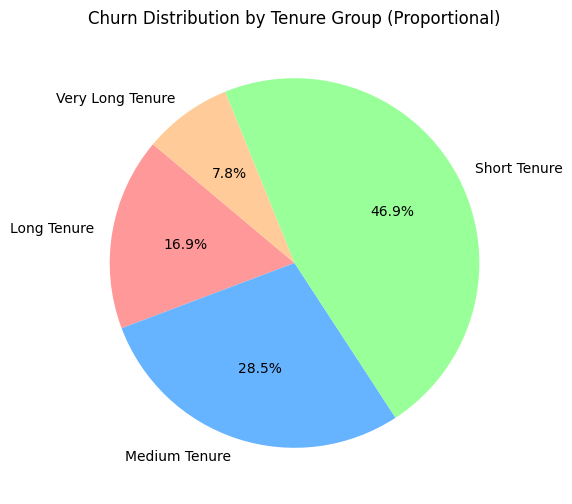 Churn Distribution by Tenure Group (Proportional)
Very Long Tenure
7.8%
Short Tenure
46.9%
Long Tenure
16.9%
28.5%
Medium Tenure